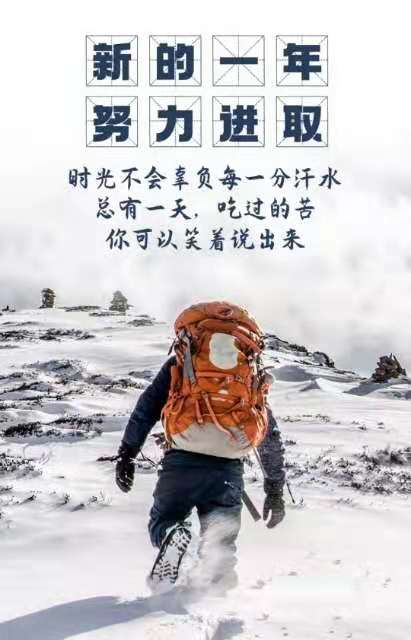 新的一年
努力进取
时光不会辜负每一分汗水
总有一天，吃过的苦
你可以笑着说出来